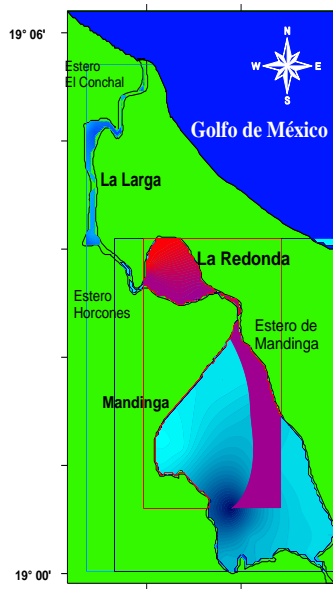 19° 06'
Estero
El Conchal
N
W E
S
Golfo de México
La Larga
La Redonda
Estero
Horcones
Estero de
Mandinga
Mandinga
19° 00'